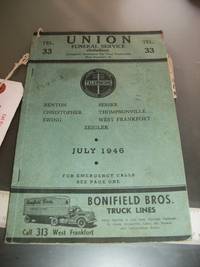 UNION
TEL. FUNERAL SERVICE TEL.
33 33
TELEPHONE
BENTON SESSER
CHRISTOPHER THOMPSONVILLE
EWING WEST FRANKFORT
ZEIGLER
JULY 1946
FOR EMERGENCY CALLS
SEE PAGE ONE
Bonifield Bros.
BONIFIELD BROS.
TRUCK LINES
Call 313 West Frankfort